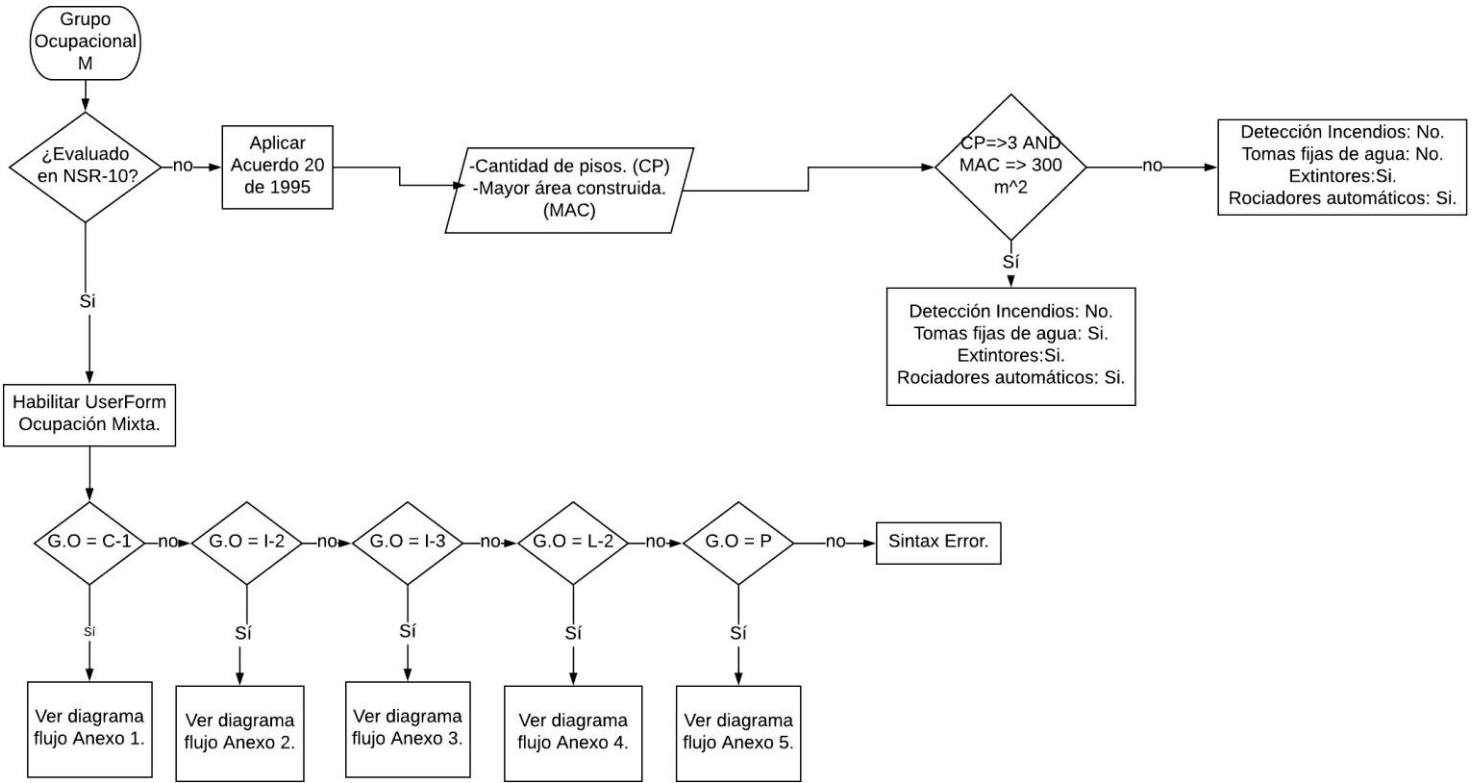 Grupo
Ocupacional
M
¿Evaluado
en NSR-10?
no
Aplicar
Acuerdo 20
de 1995
-Cantidad de pisos. (CP)
-Mayor área construida.
(MAC)
CP=>3 AND
MAC => 300
m^2
no
Detección Incendios: No.
Tomas fijas de agua: No.
Extintores:Si.
Rociadores automáticos: Si.
Sí
Detección Incendios: No.
Tomas fijas de agua: Si.
Extintores:Si.
Rociadores automáticos: Si.
Si
Habilitar UserForm
Ocupación Mixta.
G.O = C-1
no
G.O = I-2
no
G.O = I-3
no
G.O = L-2
no
G.O = P
no
Sintax Error.
Sí
Sí
Sí
Sí
Sí
Ver diagrama
flujo Anexo 1.
Ver diagrama
flujo Anexo 2.
Ver diagrama
flujo Anexo 3.
Ver diagrama
flujo Anexo 4.
Ver diagrama
flujo Anexo 5.